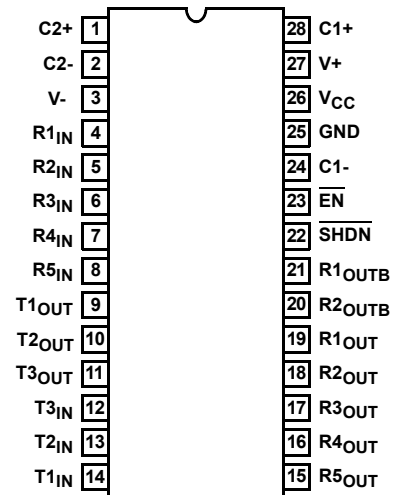 C2+ 1 28 C1+
C2- 2 27 V+
V- 3 26 VCC
R1IN 4 25 GND
R2IN 5 24 C1-
R3IN 6 23 EN
R4IN 7 22 SHDN
R5IN 8 21 R1OUTB
T1OUT 9 20 R2OUTB
T2OUT 10 19 R1OUT
T3OUT 11 18 R2OUT
T3IN 12 17 R3OUT
T2IN 13 16 R4OUT
T1IN 14 15 R5OUT